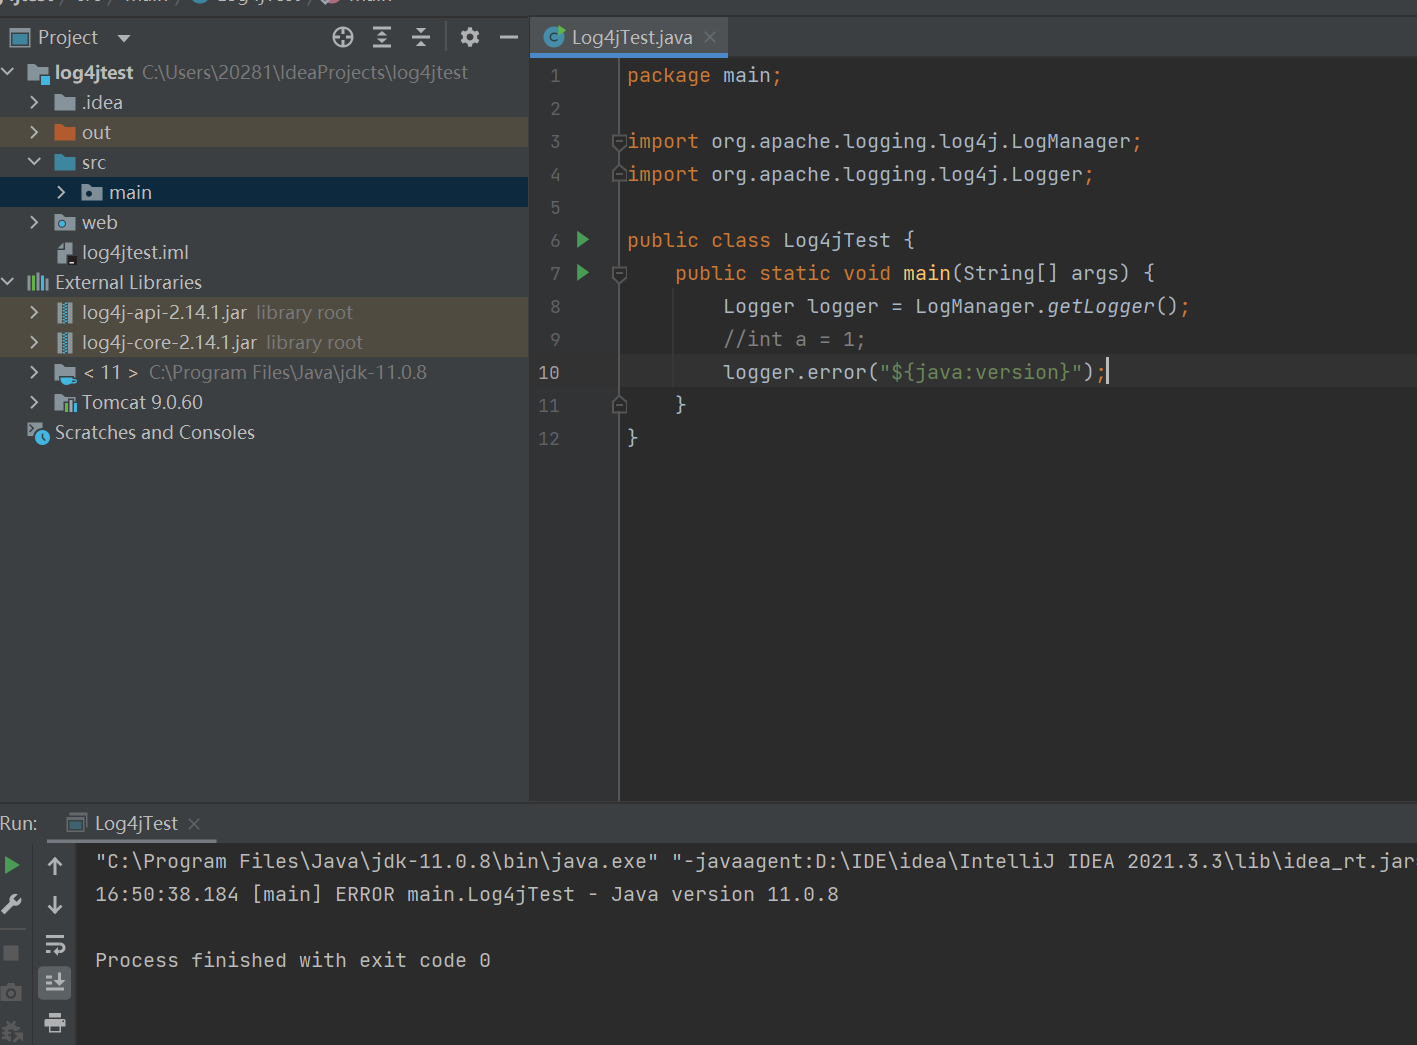 Project
log4jtest C:\Users\20281\IdeaProjects\log4jtest
.idea
out
src
main
web
log4jtest.iml
External Libraries
log4j-api-2.14.1.jar library root
log4j-core-2.14.1.jar library root
< 11 > C:\Program Files\Java\jdk-11.0.8
Tomcat 9.0.60
Scratches and Consoles
Log4jTest.java
1 package main;
2
3 import org.apache.logging.log4j.LogManager;
4 import org.apache.logging.log4j.Logger;
5
6 public class Log4jTest {
7 public static void main(String[] args) {
8 Logger logger = LogManager.getLogger();
9 //int a = 1;
10 logger.error("${java:version}");
11 }
12 }
Run: Log4jTest
"C:\Program Files\Java\jdk-11.0.8\bin\java.exe" "-javaagent:D:\IDE\idea\IntelliJ IDEA 2021.3.3\lib\idea_rt.jar
16:50:38.184 [main] ERROR main.Log4jTest - Java version 11.0.8
Process finished with exit code 0